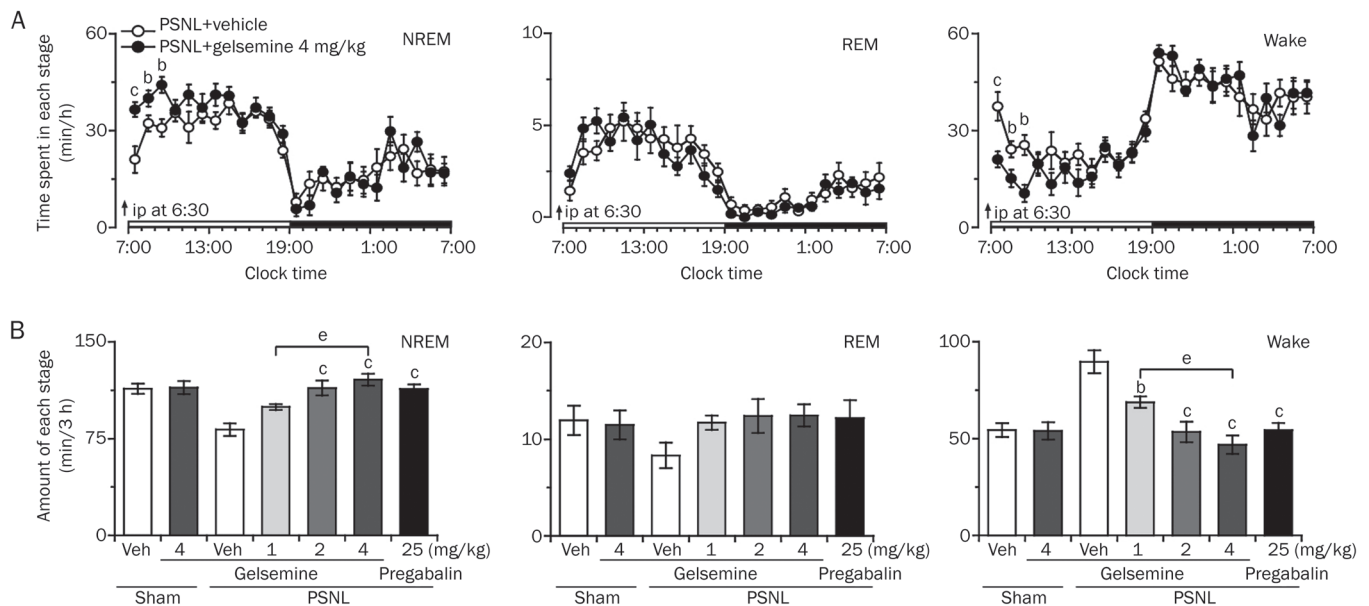 A
PSNL+vehicle
PSNL+gelsemine 4 mg/kg
NREM
Time spent in each stage
(min/h)
60
30
0
c b b
ip at 6:30
7:00 13:00 19:00 1:00 7:00
Clock time
REM
10
5
0
ip at 6:30
7:00 13:00 19:00 1:00 7:00
Clock time
Wake
60
30
0
c
b b
ip at 6:30
7:00 13:00 19:00 1:00 7:00
Clock time
B
NREM
Amount of each stage
(min/3 h)
150
75
0
e
c c c
Veh 4 Veh 1 2 4 25 (mg/kg)
Gelsemine Pregabalin
Sham PSNL
REM
20
10
0
Veh 4 Veh 1 2 4 25 (mg/kg)
Gelsemine Pregabalin
Sham PSNL
Wake
100
50
0
e
b c c c
Veh 4 Veh 1 2 4 25 (mg/kg)
Gelsemine Pregabalin
Sham PSNL